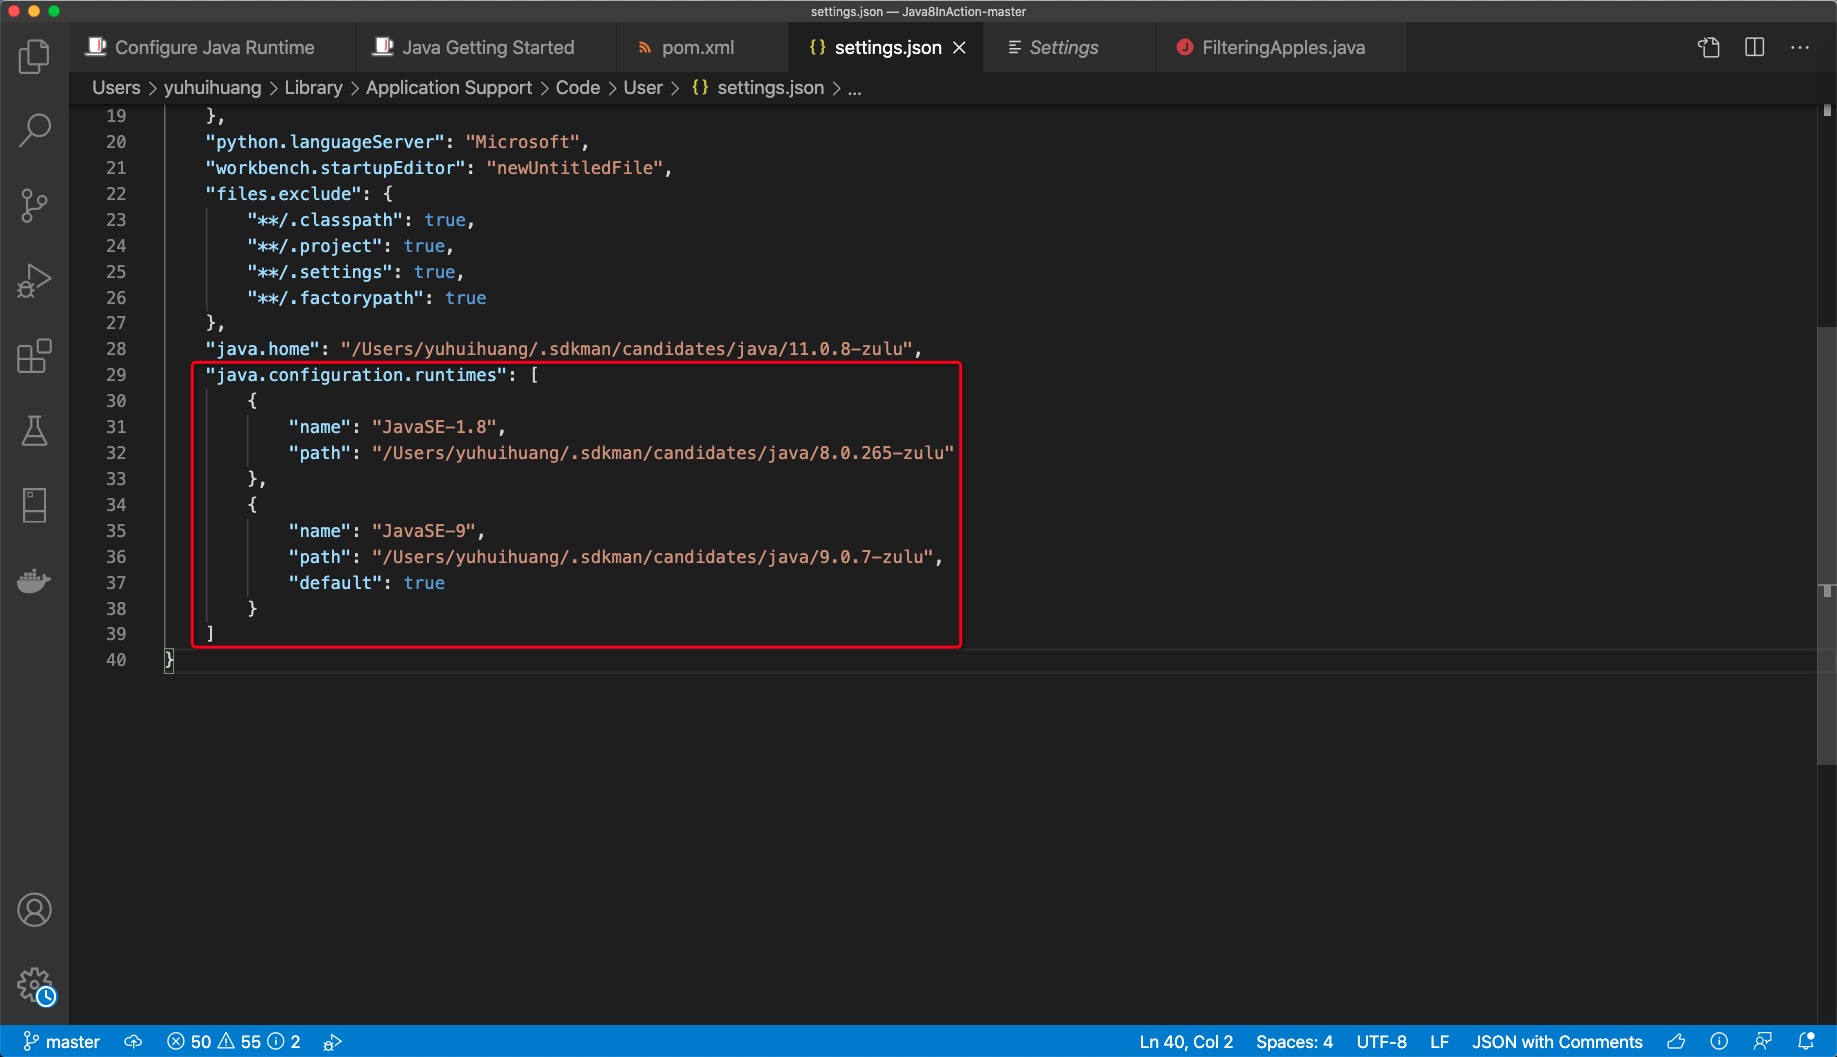 settings.json — Java8InAction-master
Configure Java Runtime
Java Getting Started
pom.xml
{} settings.json
Settings
J FilteringApples.java
Users > yuhuihuang > Library > Application Support > Code > User > {} settings.json > ...
19 },
20 "python.languageServer": "Microsoft",
21 "workbench.startupEditor": "newUntitledFile",
22 "files.exclude": {
23 "**/.classpath": true,
24 "**/.project": true,
25 "**/.settings": true,
26 "**/.factorypath": true
27 },
28 "java.home": "/Users/yuhuihuang/.sdkman/candidates/java/11.0.8-zulu",
29 "java.configuration.runtimes": [
30 {
31 "name": "JavaSE-1.8",
32 "path": "/Users/yuhuihuang/.sdkman/candidates/java/8.0.265-zulu"
33 },
34 {
35 "name": "JavaSE-9",
36 "path": "/Users/yuhuihuang/.sdkman/candidates/java/9.0.7-zulu",
37 "default": true
38 }
39 ]
40 }
master 50 55 2 Ln 40, Col 2 Spaces: 4 UTF-8 LF JSON with Comments